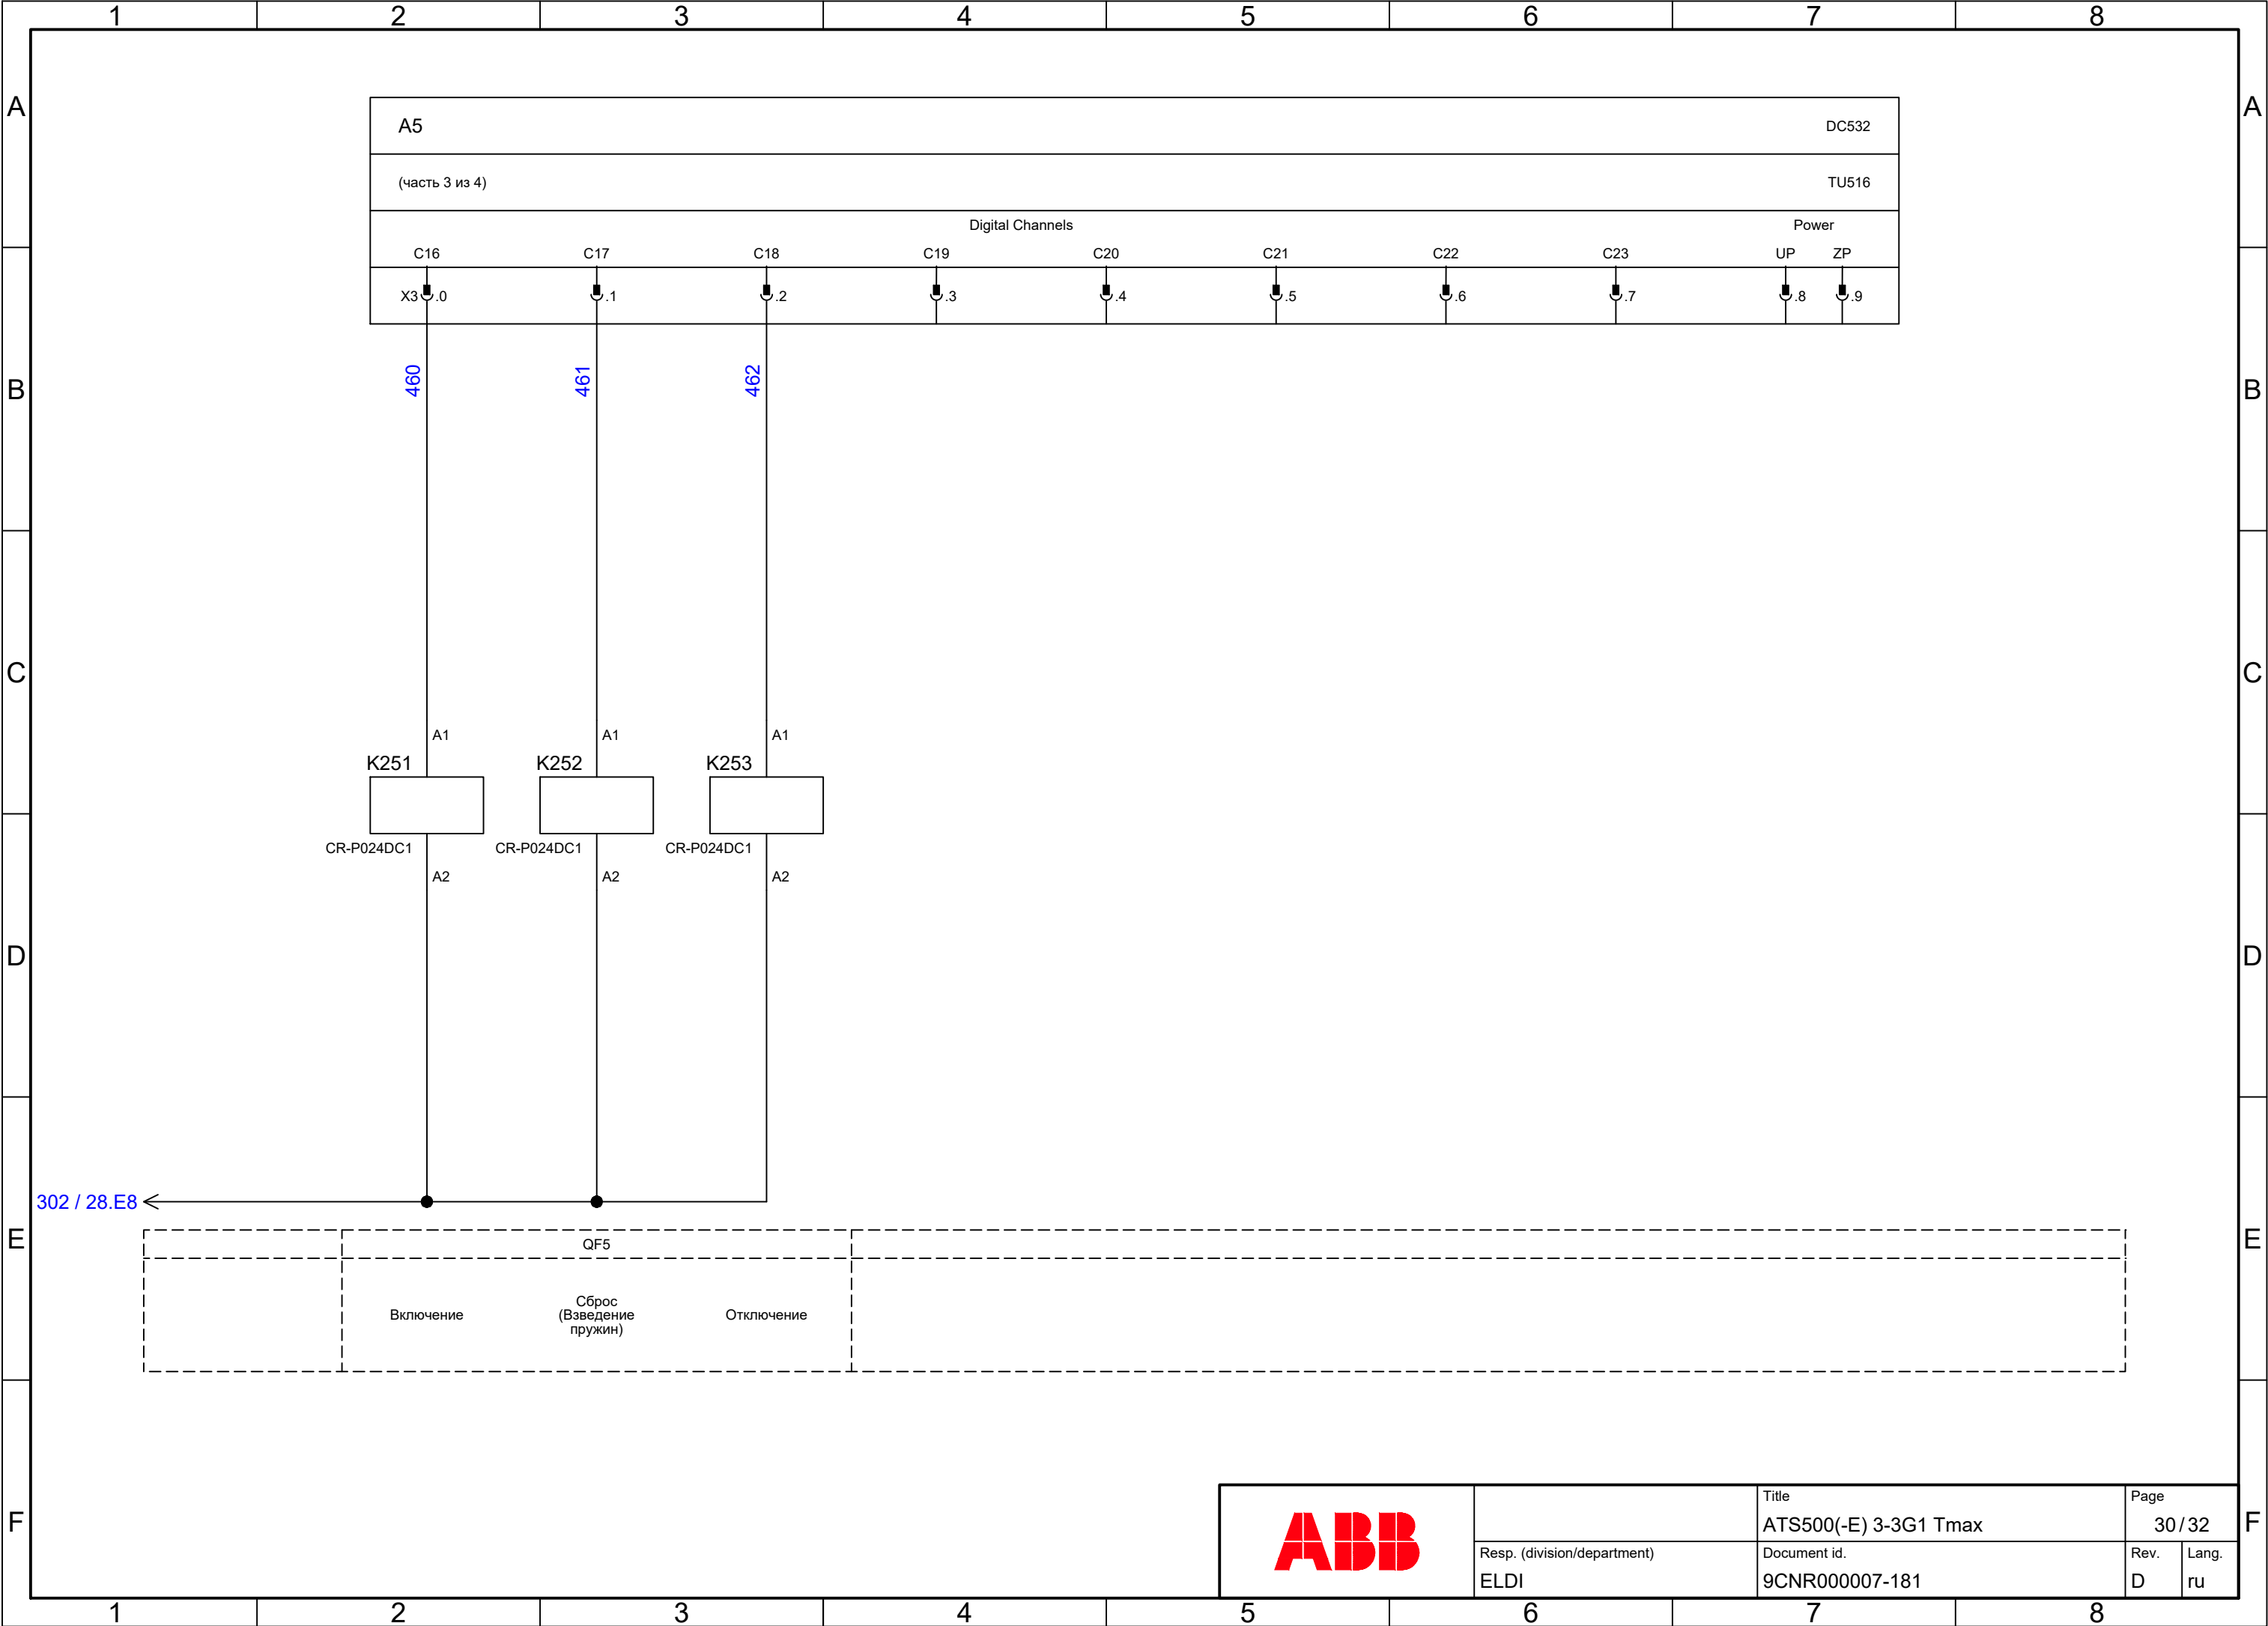 1 2 3 4 5 6 7 8
A A
A5 DC532
(часть 3 из 4) TU516
Digital Channels Power
C16 C17 C18 C19 C20 C21 C22 C23 UP ZP
X3 .0 .1 .2 .3 .4 .5 .6 .7 .8 .9
B B
460 461 462
C C
A1 A1 A1
K251 K252 K253
CR-P024DC1 CR-P024DC1 CR-P024DC1
A2 A2 A2
D D
302 / 28.E8
E E
QF5
Включение
Сброс
(Взведение
пружин)
Отключение
F F
ABB
Title
ATS500(-E) 3-3G1 Tmax
Page
30 / 32
Resp. (division/department)
ELDI
Document id.
9CNR000007-181
Rev.
D
Lang.
ru
1 2 3 4 5 6 7 8